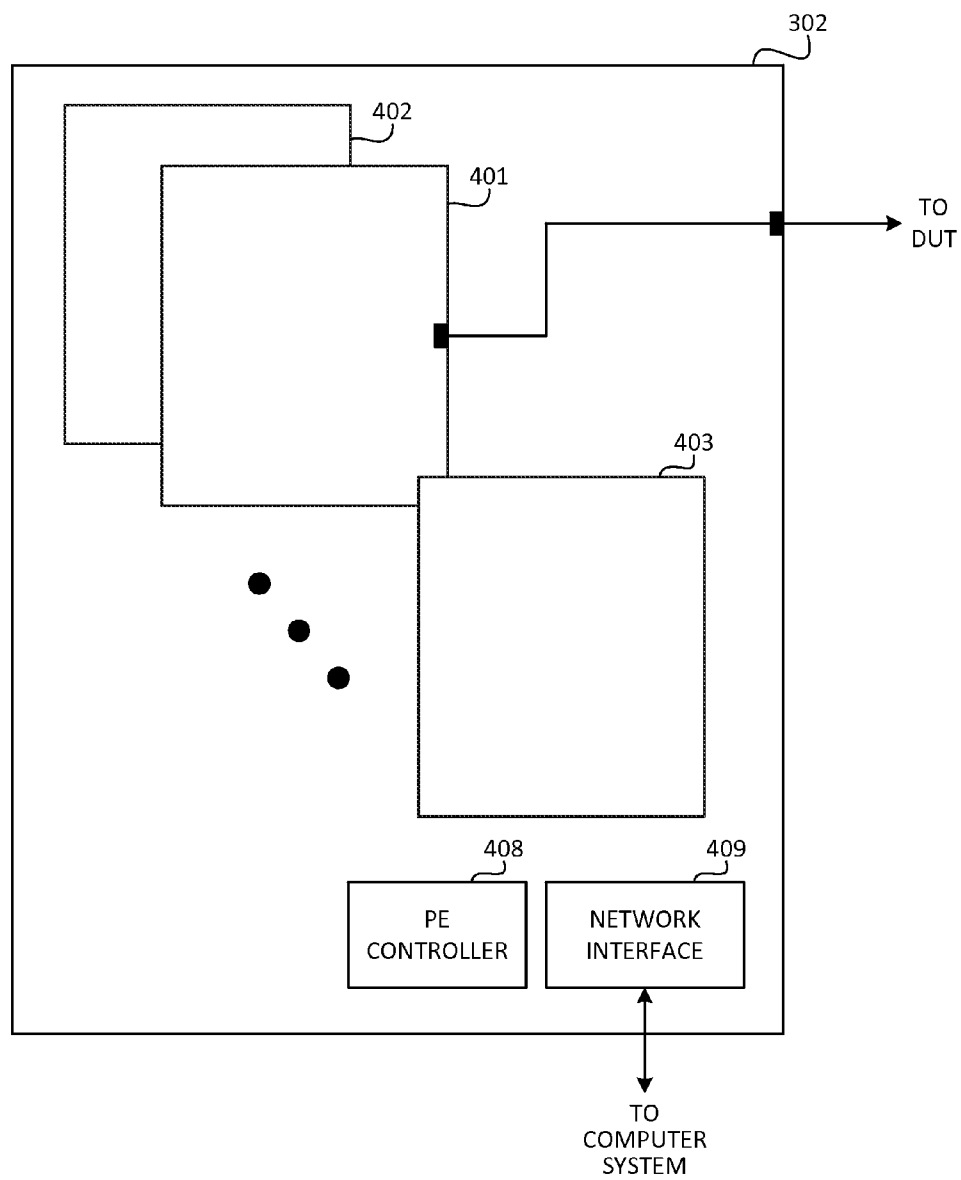 302
402
401
TO
DUT
403
408
409
PE
CONTROLLER
NETWORK
INTERFACE
TO
COMPUTER
SYSTEM